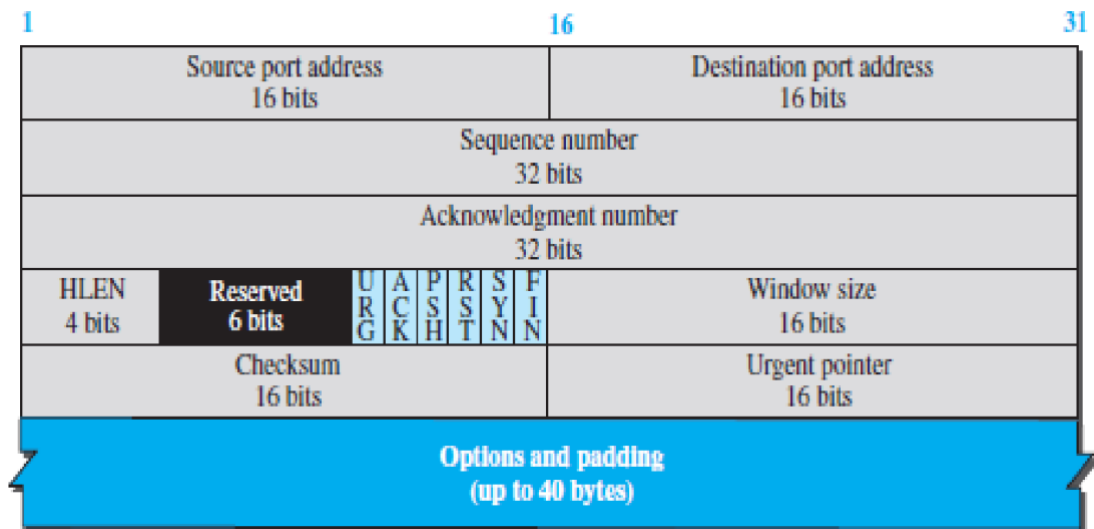 1 16 31
Source port address Destination port address
16 bits 16 bits
Sequence number
32 bits
Acknowledgment number
32 bits
HLEN Reserved URG ACK PSH RST SYN FIN Window size
4 bits 6 bits 16 bits
Checksum Urgent pointer
16 bits 16 bits
Options and padding
(up to 40 bytes)